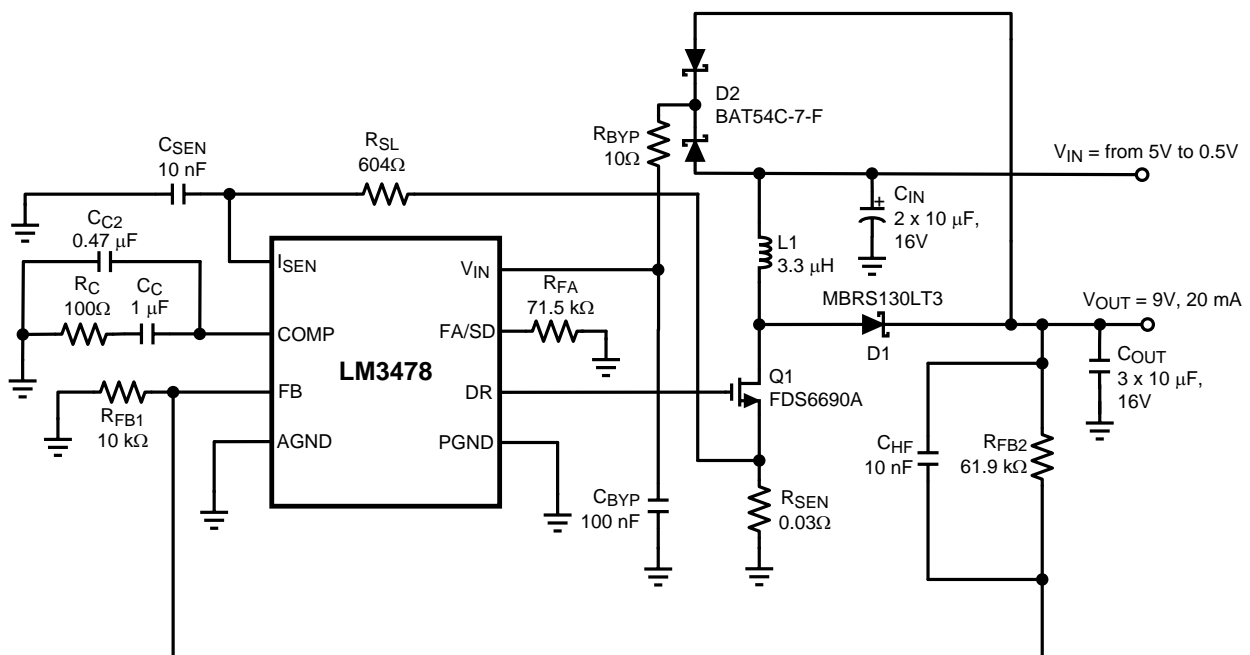 D2
BAT54C-7-F
RBYP
10Ω
VIN = from 5V to 0.5V
CSEN
10 nF
RSL
604Ω
CIN
2 x 10 μF,
16V
+
L1
3.3 μH
CC2
0.47 μF
RC
100Ω
CC
1 μF
ISEN
VIN
RFA
71.5 kΩ
MBRS130LT3
D1
VOUT = 9V, 20 mA
COMP
FA/SD
LM3478
COUT
3 x 10 μF,
16V
FB
DR
Q1
FDS6690A
RFB1
10 kΩ
AGND
PGND
CHF
10 nF
RFB2
61.9 kΩ
CBYP
100 nF
RSEN
0.03Ω